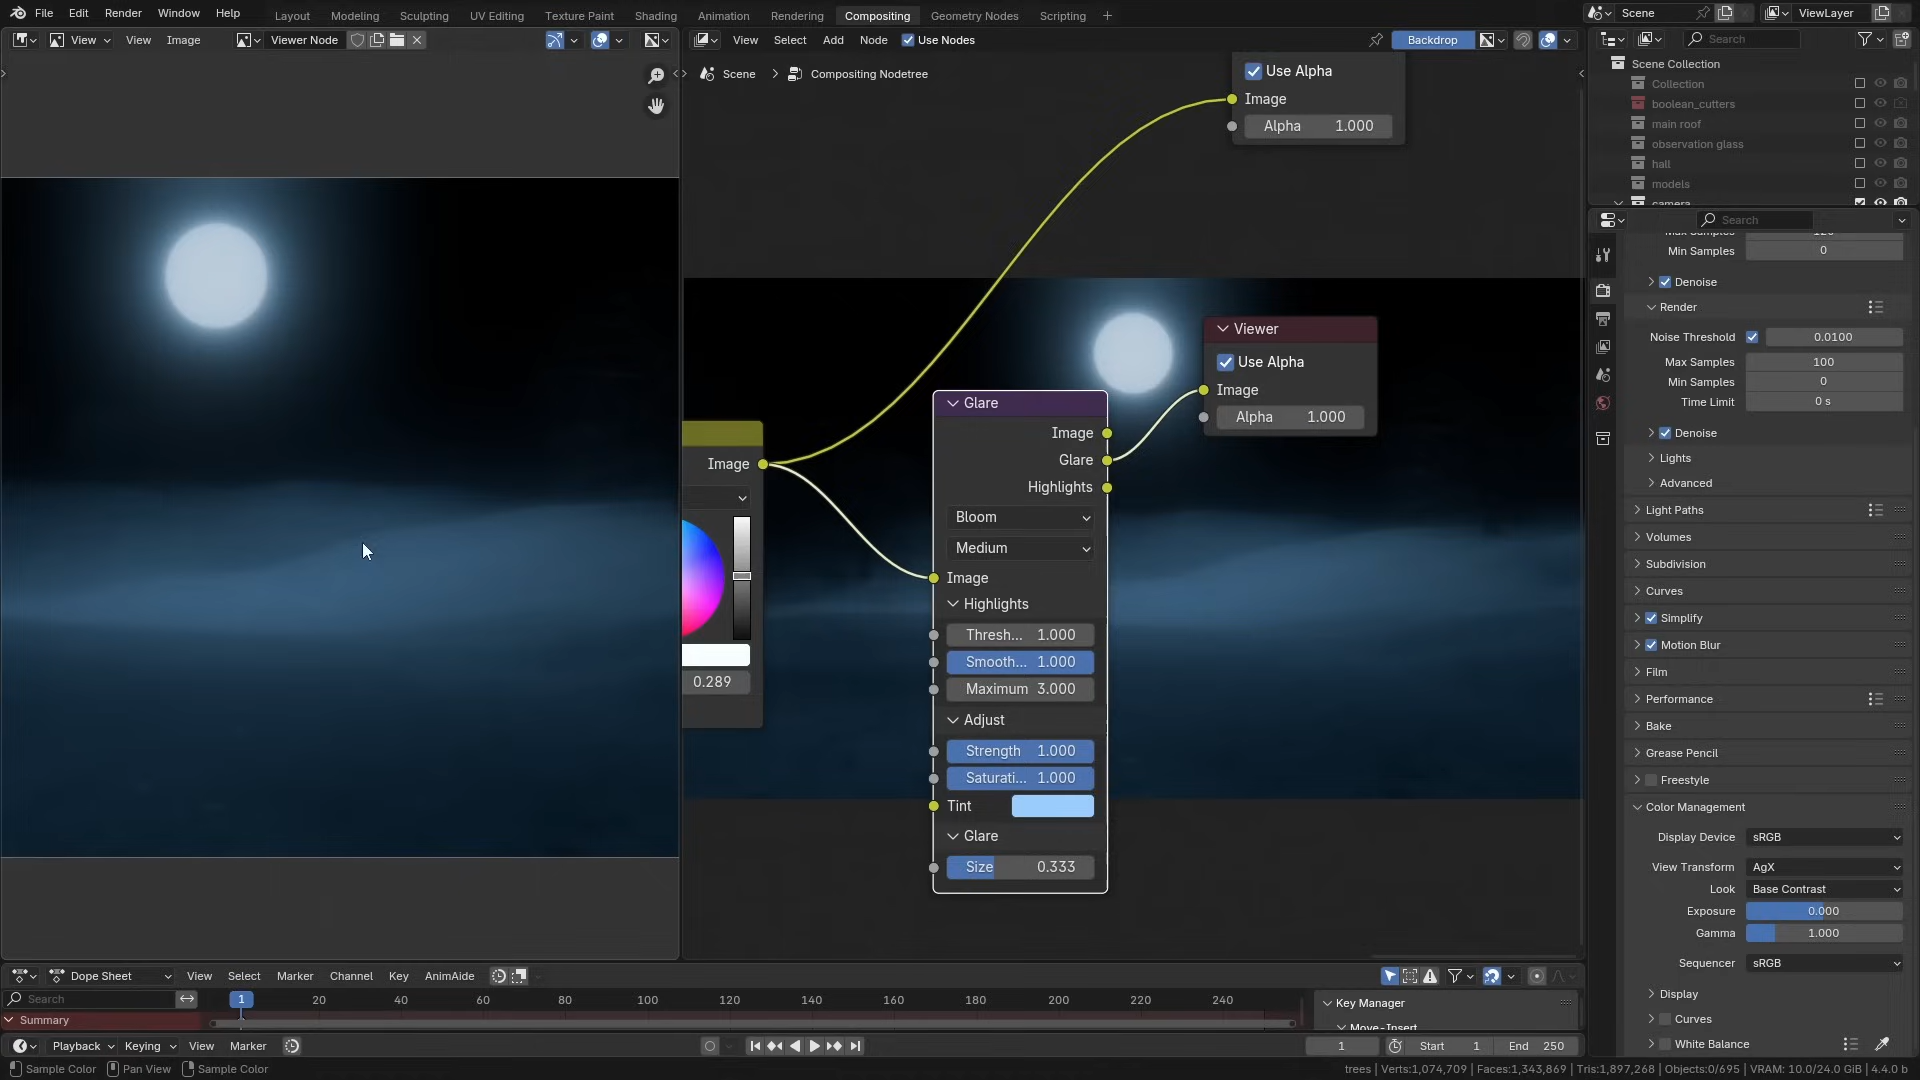 File Edit Render Window Help Layout Modeling Sculpting UV Editing Texture Paint Shading Animation Rendering Compositing Geometry Nodes Scripting + Scene ViewLayer
View View Image Viewer Node
View Select Add Node Use Nodes Backdrop
Scene > Compositing Nodetree
Use Alpha
Image
Alpha 1.000
Viewer
Use Alpha
Image
Alpha 1.000
Image
0.289
Glare
Image
Glare
Highlights
Bloom
Medium
Image
Highlights
Thresh... 1.000
Smooth... 1.000
Maximum 3.000
Adjust
Strength 1.000
Saturati... 1.000
Tint
Glare
Size 0.333
Search
Scene Collection
Collection
boolean_cutters
main roof
observation glass
hall
models
camera
Search
Max Samples
Min Samples 0
Denoise
Render
Noise Threshold 0.0100
Max Samples 100
Min Samples 0
Time Limit 0 s
Denoise
Lights
Advanced
Light Paths
Volumes
Subdivision
Curves
Simplify
Motion Blur
Film
Performance
Bake
Grease Pencil
Freestyle
Color Management
Display Device sRGB
View Transform AgX
Look Base Contrast
Exposure 0.000
Gamma 1.000
Sequencer sRGB
Display
Curves
White Balance
Dope Sheet View Select Marker Channel Key AnimAide
Search 1 20 40 60 80 100 120 140 160 180 200 220 240
Summary
Key Manager
Move-Insert
Playback Keying View Marker 1 Start 1 End 250
Sample Color Pan View Sample Color trees | Verts:1,074,709 | Faces:1,343,869 | Tris:1,897,268 | Objects:0/695 | VRAM: 10.0/24.0 GiB | 4.4.0 b